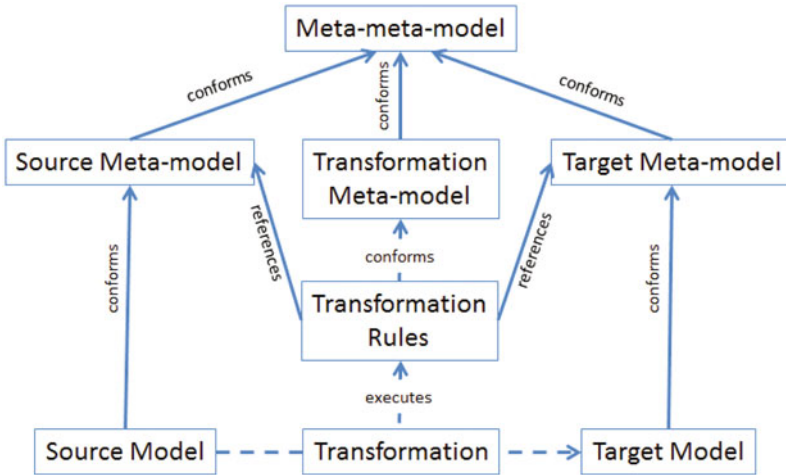 Meta-meta-model
conforms
conforms
conforms
Source Meta-model
Transformation
Meta-model
Target Meta-model
references
conforms
references
conforms
Transformation
Rules
conforms
executes
Source Model
Transformation
Target Model